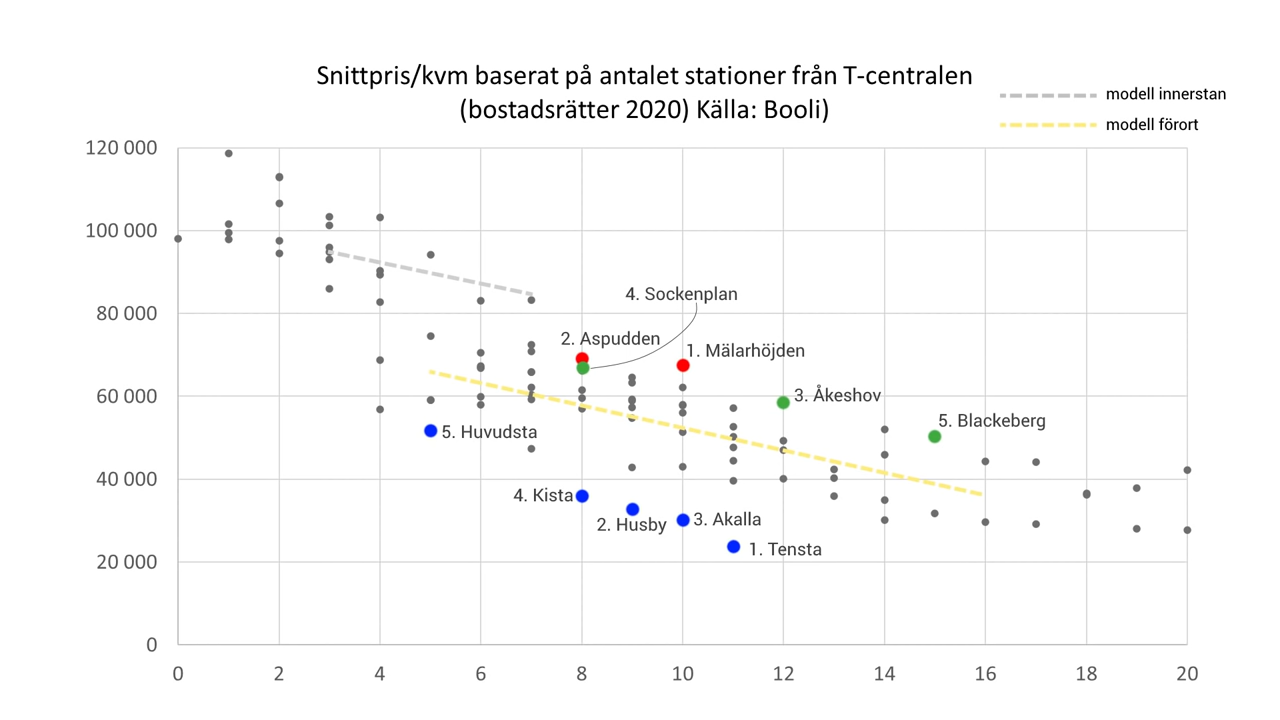 Snittpris/kvm baserat på antalet stationer från T-centralen
(bostadsrätter 2020) Källa: Booli)
modell innerstan
modell förort
120 000
100 000
80 000
60 000
40 000
20 000
0
4. Sockenplan
2. Aspudden
1. Mälarhöjden
3. Åkeshov
5. Blackeberg
5. Huvudsta
4. Kista
2. Husby
3. Akalla
1. Tensta
0 2 4 6 8 10 12 14 16 18 20